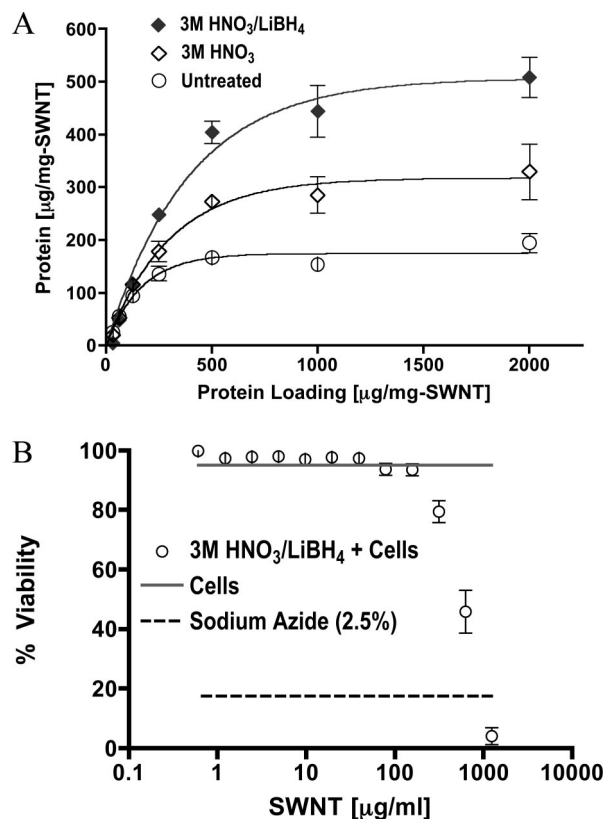 A
3M HNO₃/LiBH₄
3M HNO₃
Untreated
600
500
400
300
200
100
0
Protein [μg/mg-SWNT]
0 500 1000 1500 2000
Protein Loading [μg/mg-SWNT]
B
100
80
60
40
20
0
% Viability
3M HNO₃/LiBH₄ + Cells
Cells
Sodium Azide (2.5%)
0.1 1 10 100 1000 10000
SWNT [μg/ml]